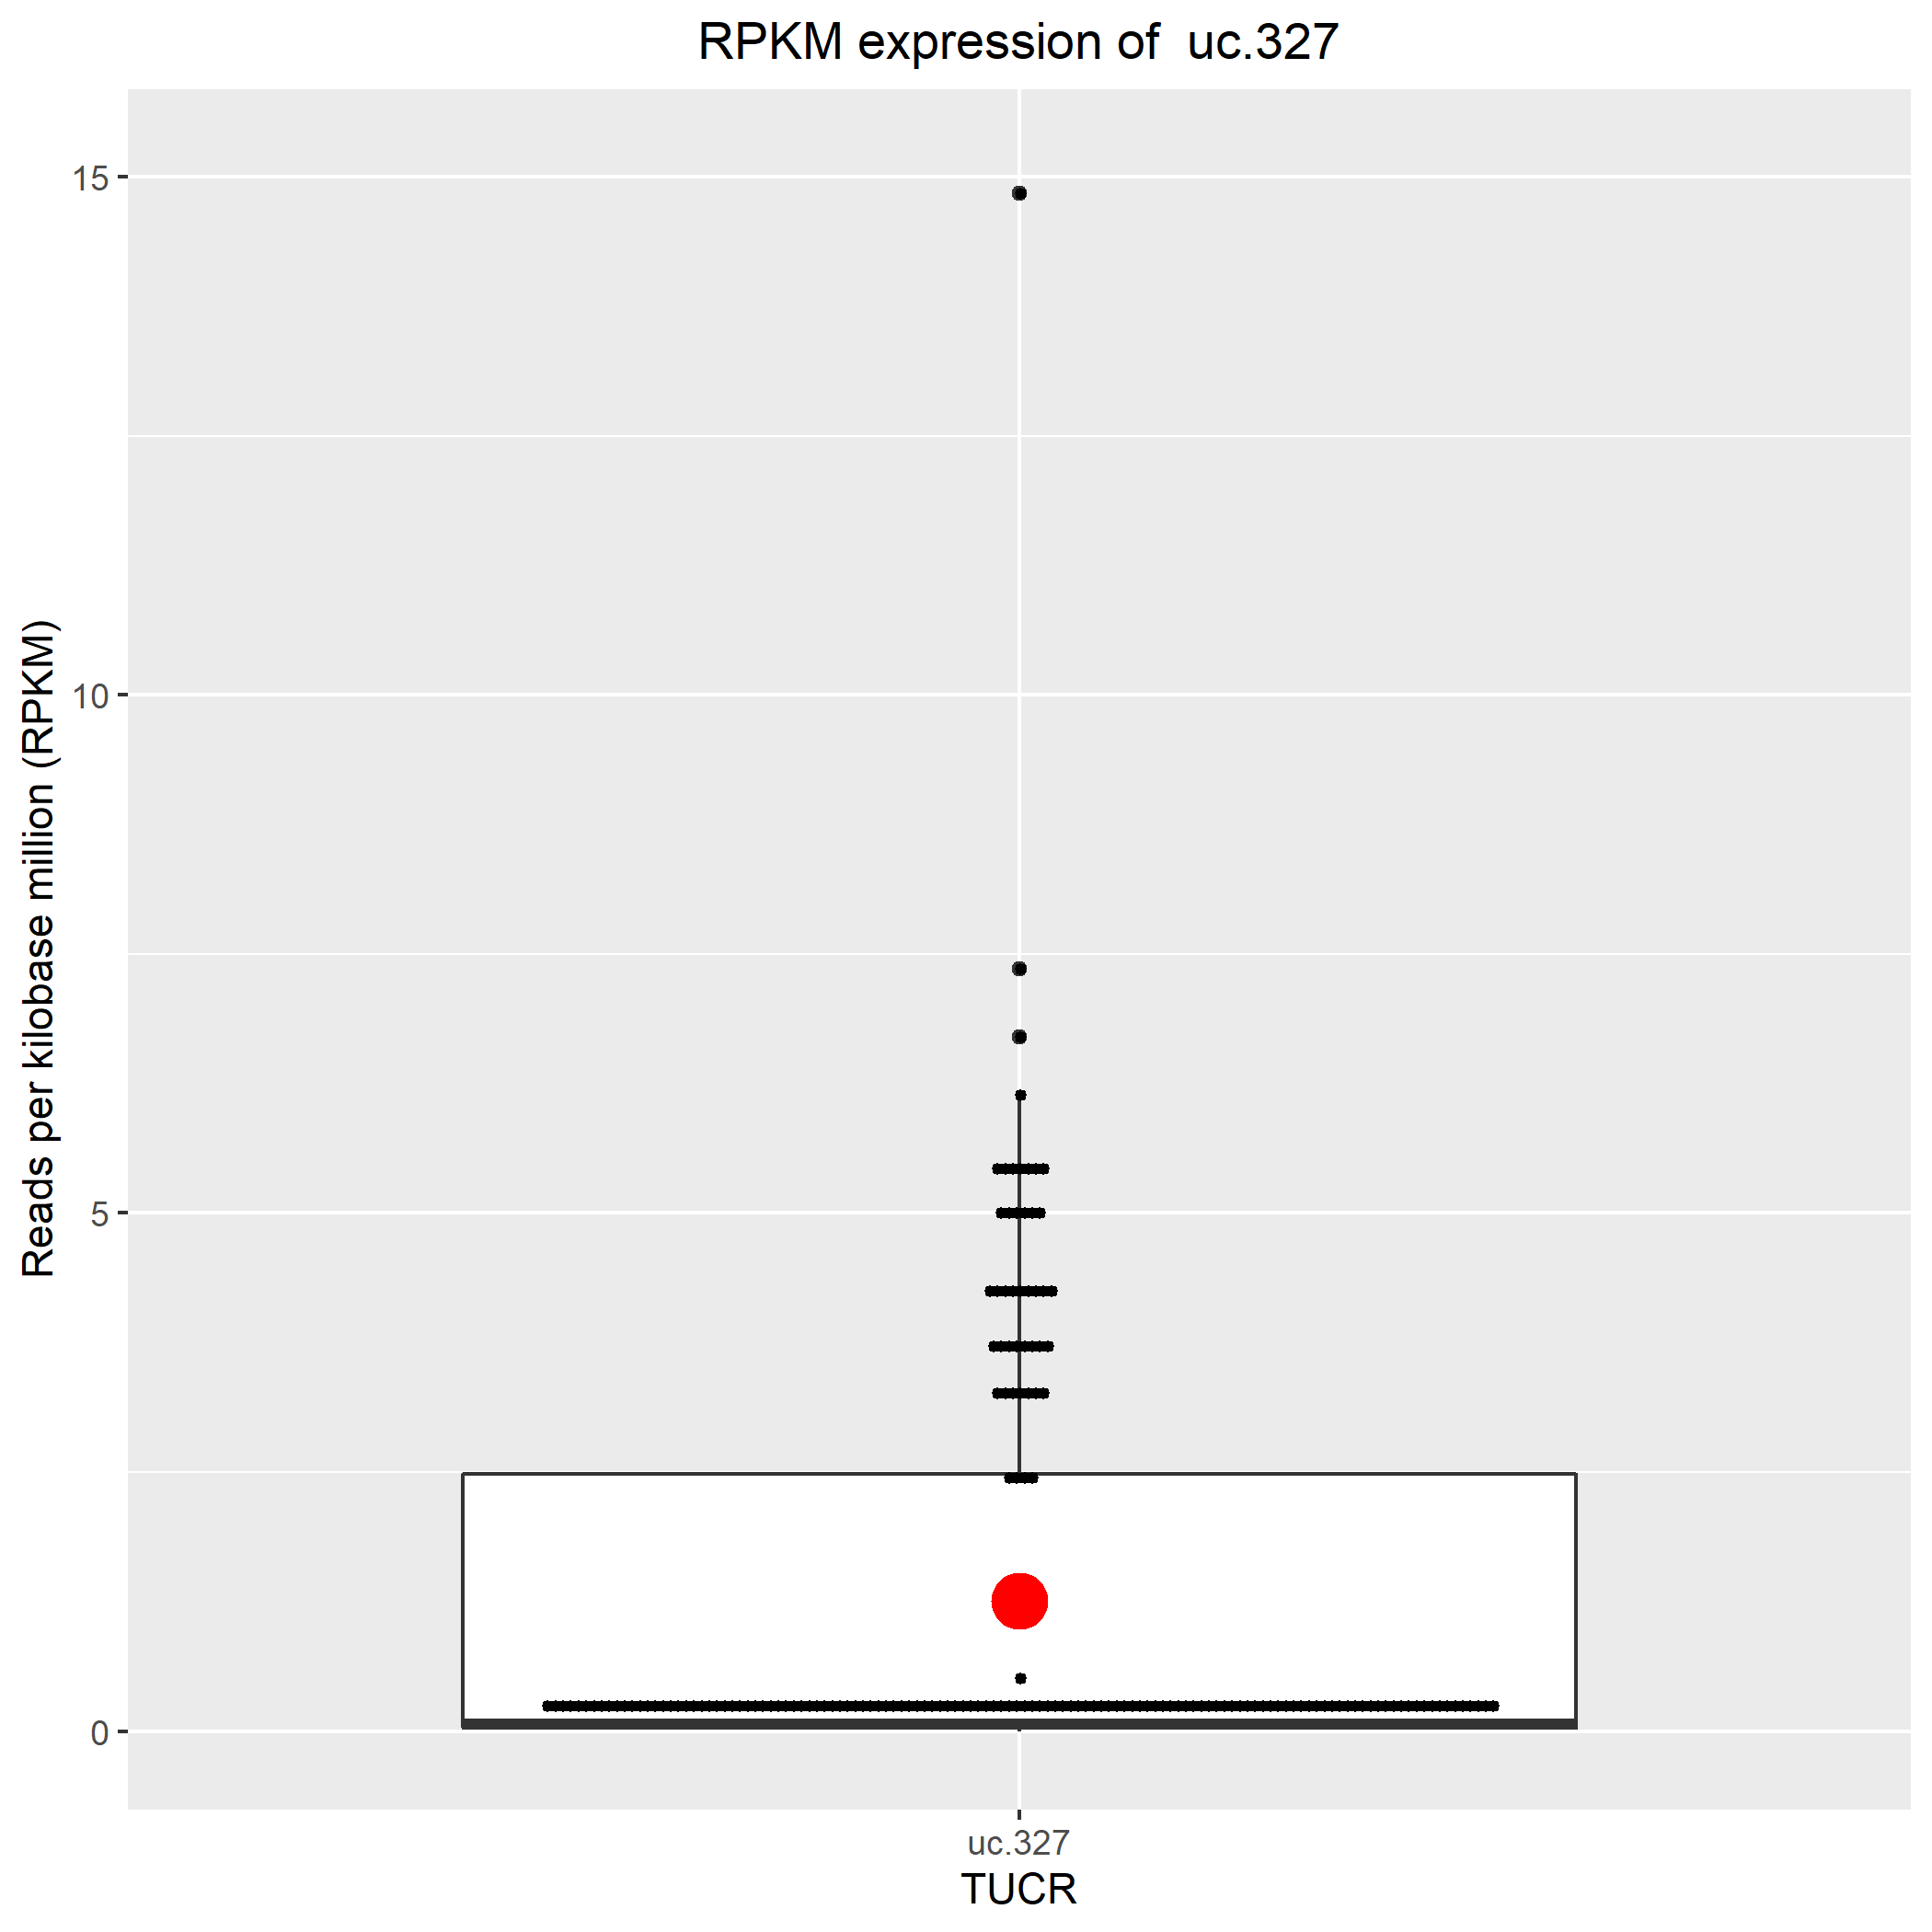 RPKM expression of  uc.327
Reads per kilobase million (RPKM)
15
10
5
0
uc.327
TUCR